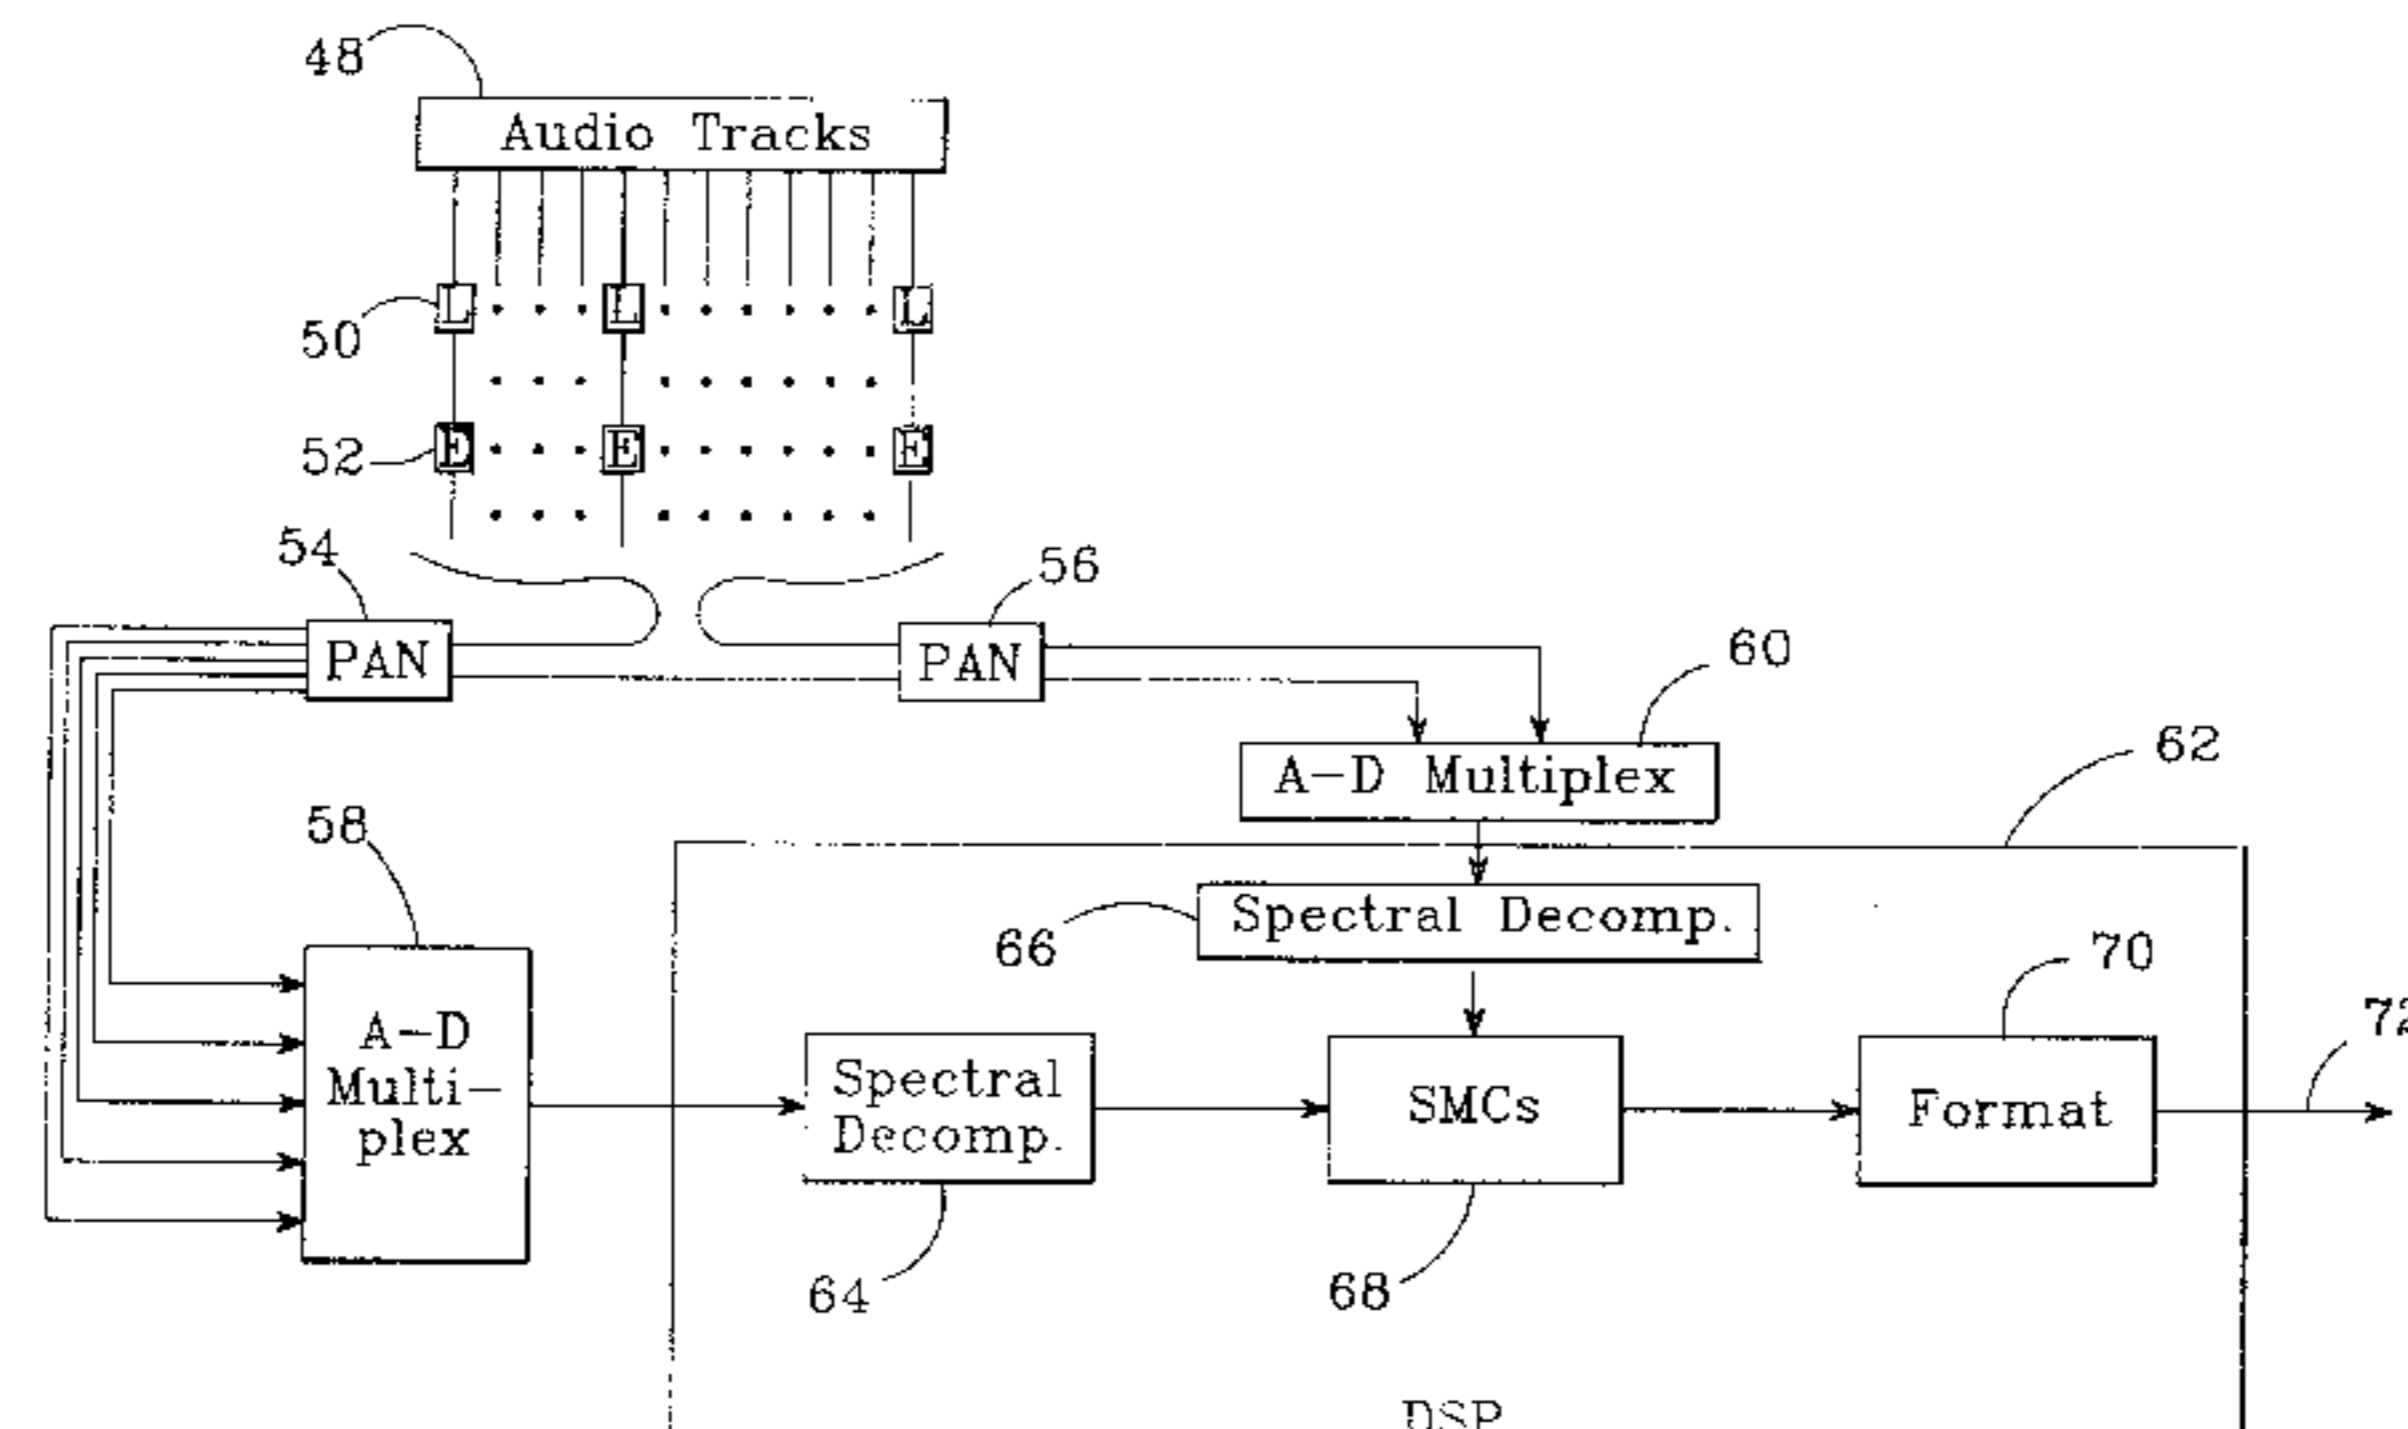 48
Audio Tracks
L L L
50
E E E
52
54
56
PAN
PAN
60
62
A-D Multiplex
58
Spectral Decomp.
66
70
72
A-D
Multi-
plex
Spectral
Decomp.
SMCs
Format
64
68
DSP